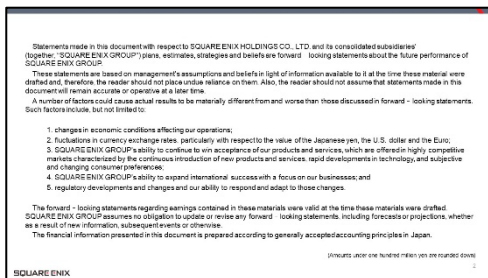 Statements made in this document with respect to SQUARE ENIX HOLDINGS CO., LTD. and its consolidated subsidiaries'
(together, "SQUARE ENIX GROUP") plans, estimates, strategies and beliefs are forward - looking statements about the future performance of
SQUARE ENIX GROUP.
These statements are based on management's assumptions and beliefs in light of information available to it at the time these material were
drafted and, therefore, the reader should not place undue reliance on them. Also, the reader should not assume that statements made in this
document will remain accurate or operative at a later time.
A number of factors could cause actual results to be materially different from and worse than those discussed in forward - looking statements.
Such factors include, but not limited to:
1. changes in economic conditions affecting our operations;
2. fluctuations in currency exchange rates, particularly with respect to the value of the Japanese yen, the U.S. dollar and the Euro;
3. SQUARE ENIX GROUP's ability to continue to win acceptance of our products and services, which are offered in highly competitive
markets characterized by the continuous introduction of new products and services, rapid developments in technology, and subjective
and changing consumer preferences;
4. SQUARE ENIX GROUP's ability to expand international success with a focus on our businesses; and
5. regulatory developments and changes and our ability to respond and adapt to those changes.
The forward - looking statements regarding earnings contained in these materials were valid at the time these materials were drafted.
SQUARE ENIX GROUP assumes no obligation to update or revise any forward - looking statements, including forecasts or projections, whether
as a result of new information, subsequent events or otherwise.
The financial information presented in this document is prepared according to generally accepted accounting principles in Japan.
(Amounts under one hundred million yen are rounded down)
2
SQUARE ENIX